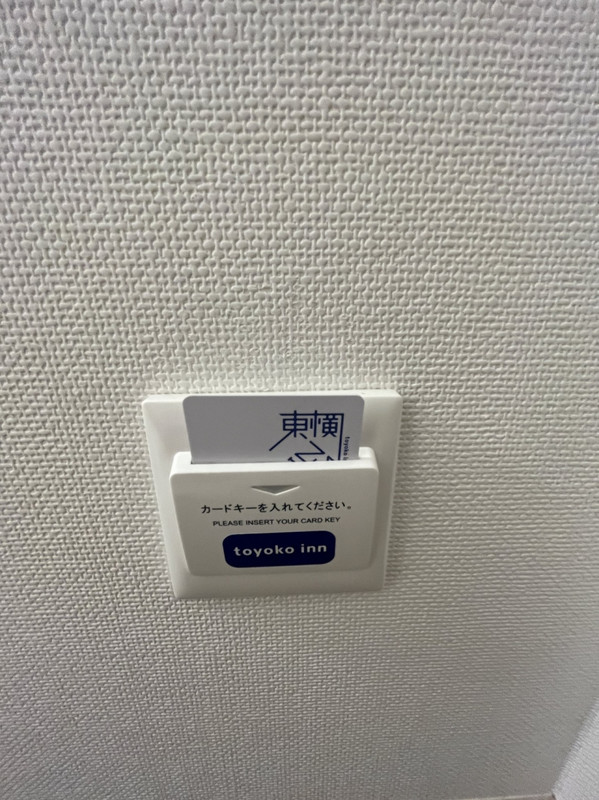 東横
toyoko
カードキーを入れてください。
PLEASE INSERT YOUR CARD KEY
toyoko inn